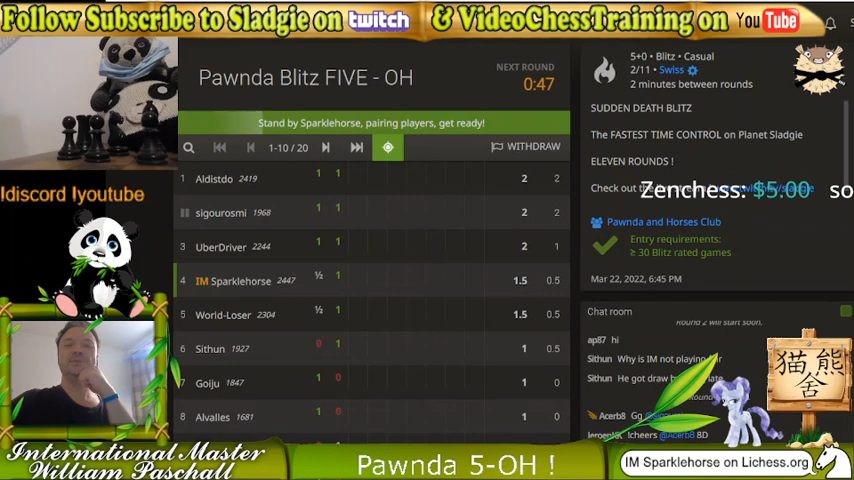 Follow Subscribe to Sladgie on twitch & VideoChessTraining on YouTube
Pawnda Blitz FIVE - OH
NEXT ROUND
0:47
Stand by Sparklehorse, pairing players, get ready!
1-10 / 20
WITHDRAW
1 Aldistdo 2419 1 1 2 2
sigourosmi 1968 1 1 2 2
3 UberDriver 2244 1 1 2 1
4 IM Sparklehorse 2447 ½ 1 1.5 0.5
5 World-Loser 2304 ½ 1 1.5 0.5
6 Sithun 1927 0 1 1 0.5
7 Goiju 1847 1 0 1 0
8 Alvalles 1681 1 0 1 0
5+0 • Blitz • Casual
2/11 • Swiss
2 minutes between rounds
SUDDEN DEATH BLITZ
The FASTEST TIME CONTROL on Planet Sladgie
ELEVEN ROUNDS !
Check out the
Zenchess: $5.00 so
Pawnda and Horses Club
Entry requirements:
≥ 30 Blitz rated games
Mar 22, 2022, 6:45 PM
Chat room
Round 2 will start soon.
ap87 hi
Sithun Why is IM not playing
Sithun He got draw
Acerb8 Gg
!cheers @Acerb8 8D
!discord !youtube
猫熊
舍
International Master
William Paschall
Pawnda 5-OH !
IM Sparklehorse on Lichess.org